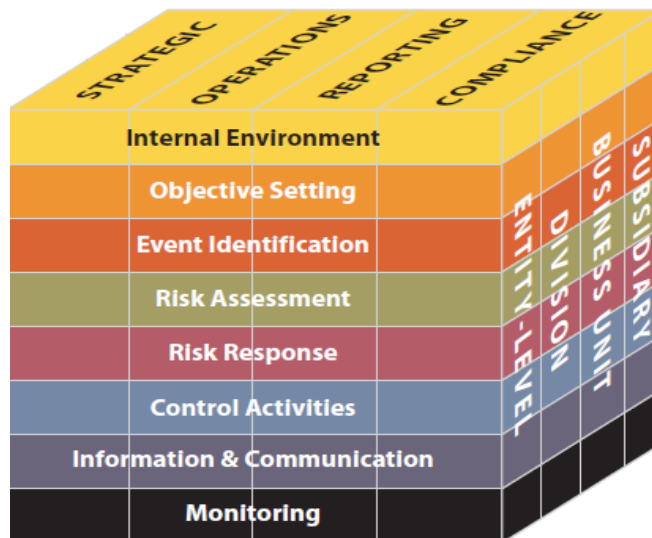 STRATEGIC
OPERATIONS
REPORTING
COMPLIANCE
Internal Environment
Objective Setting
Event Identification
Risk Assessment
Risk Response
Control Activities
Information & Communication
Monitoring
ENTITY-LEVEL
DIVISION
BUSINESS UNIT
SUBSIDIARY